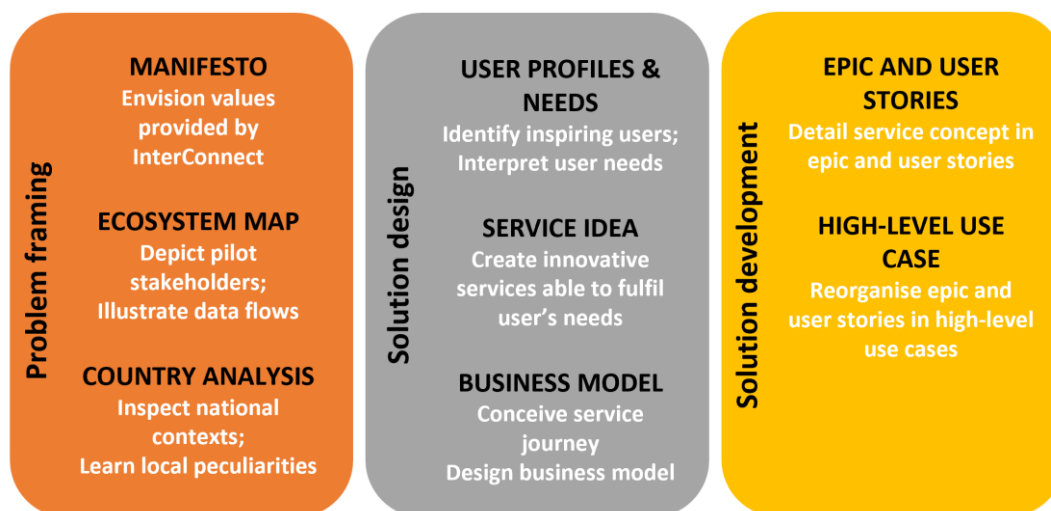 Problem framing
MANIFESTO
Envision values
provided by
InterConnect
ECOSYSTEM MAP
Depict pilot
stakeholders;
Illustrate data flows
COUNTRY ANALYSIS
Inspect national
contexts;
Learn local peculiarities
Solution design
USER PROFILES &
NEEDS
Identify inspiring users;
Interpret user needs
SERVICE IDEA
Create innovative
services able to fulfil
user's needs
BUSINESS MODEL
Conceive service
journey
Design business model
Solution development
EPIC AND USER
STORIES
Detail service concept in
epic and user stories
HIGH-LEVEL USE
CASE
Reorganise epic and
user stories in high-level
use cases